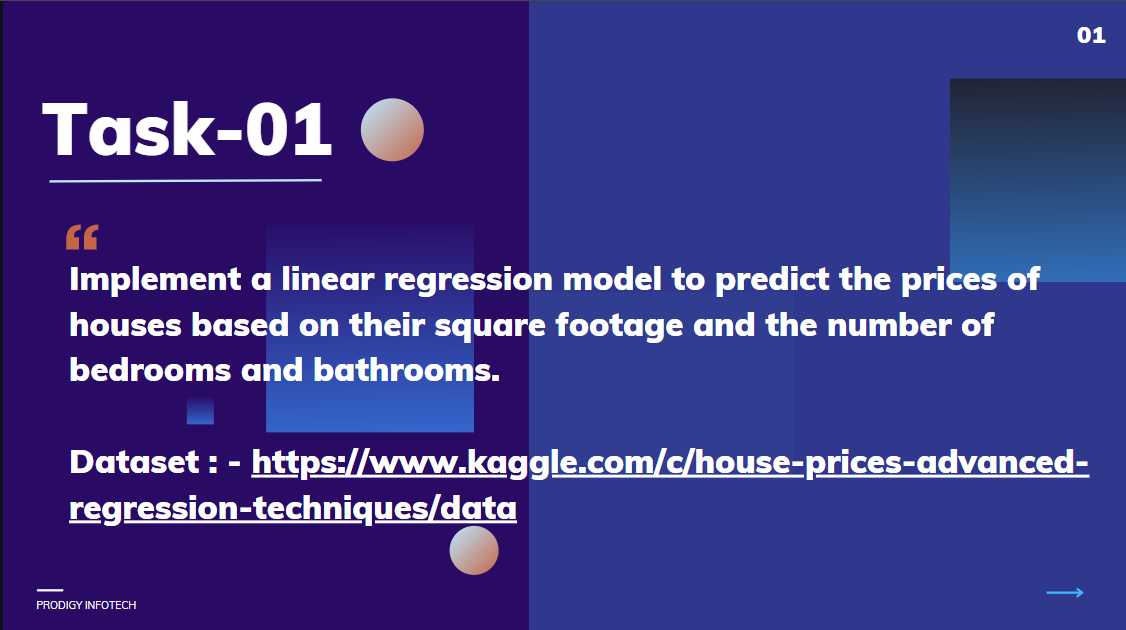 01
Task-01
“
Implement a linear regression model to predict the prices of
houses based on their square footage and the number of
bedrooms and bathrooms.
Dataset : - https://www.kaggle.com/c/house-prices-advanced-
regression-techniques/data
PRODIGY INFOTECH